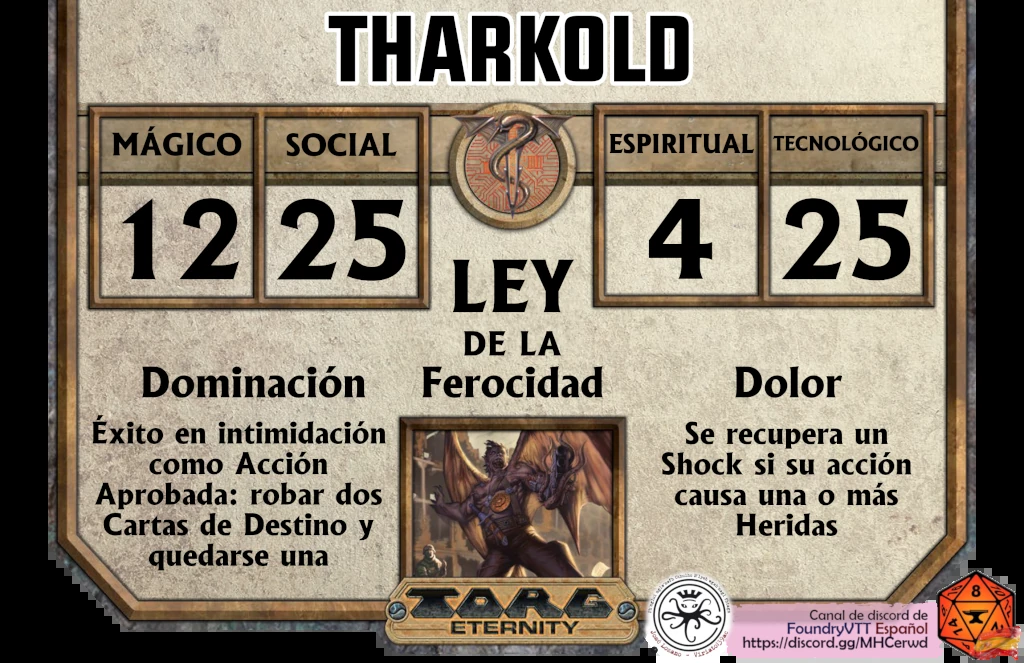 THARKOLD
MÁGICO
SOCIAL
ESPIRITUAL
TECNOLÓGICO
12
25
4
25
LEY
DE LA
Dominación
Ferocidad
Dolor
Éxito en intimidación
como Acción
Aprobada: robar dos
Cartas de Destino y
quedarse una
Se recupera un
Shock si su acción
causa una o más
Heridas
TORG
ETERNITY
Canal de discord de
FoundryVTT Español
https://discord.gg/MHCerwd
8